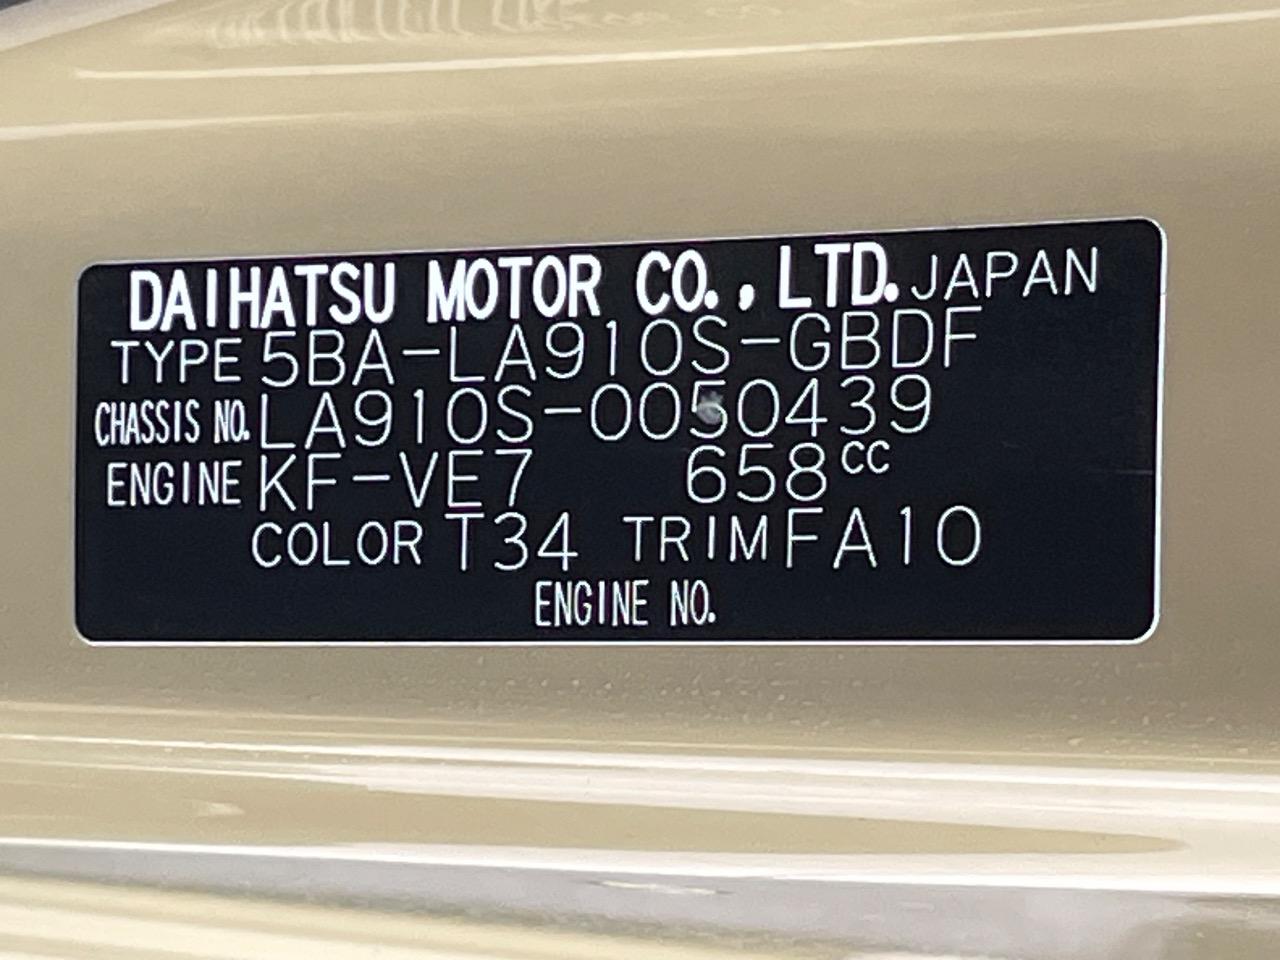 DAIHATSU MOTOR CO., LTD. JAPAN
TYPE 5BA-LA910S-GBDF
CHASSIS NO. LA910S-0050439
ENGINE KF-VE7 658cc
COLOR T34 TRIM FA10
ENGINE NO.